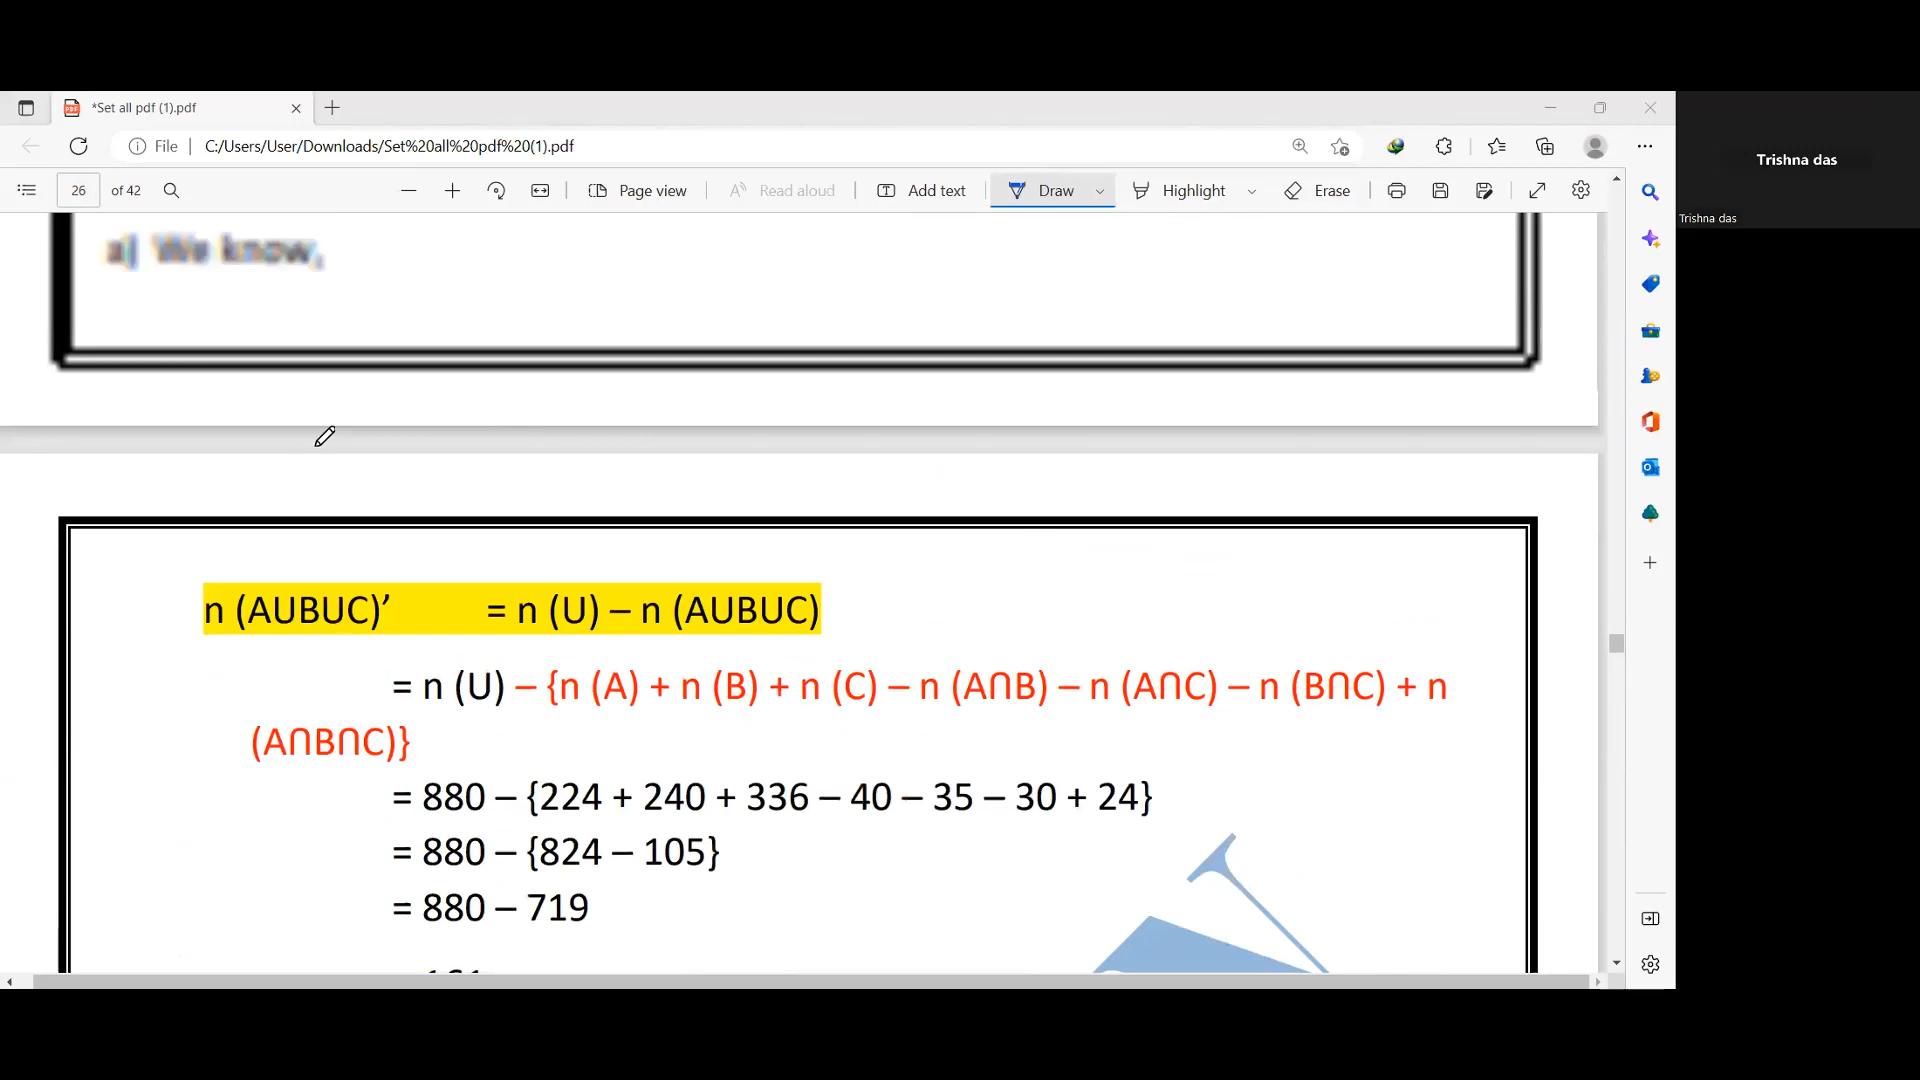 *Set all pdf (1).pdf
File C:/Users/User/Downloads/Set%20all%20pdf%20(1).pdf
26 of 42 Page view Read aloud Add text Draw Highlight Erase
Trishna das
Trishna das
a) We know,
n (AUBUC)’ = n (U) – n (AUBUC)
= n (U) – {n (A) + n (B) + n (C) – n (A∩B) – n (A∩C) – n (B∩C) + n
(A∩B∩C)}
= 880 – {224 + 240 + 336 – 40 – 35 – 30 + 24}
= 880 – {824 – 105}
= 880 – 719